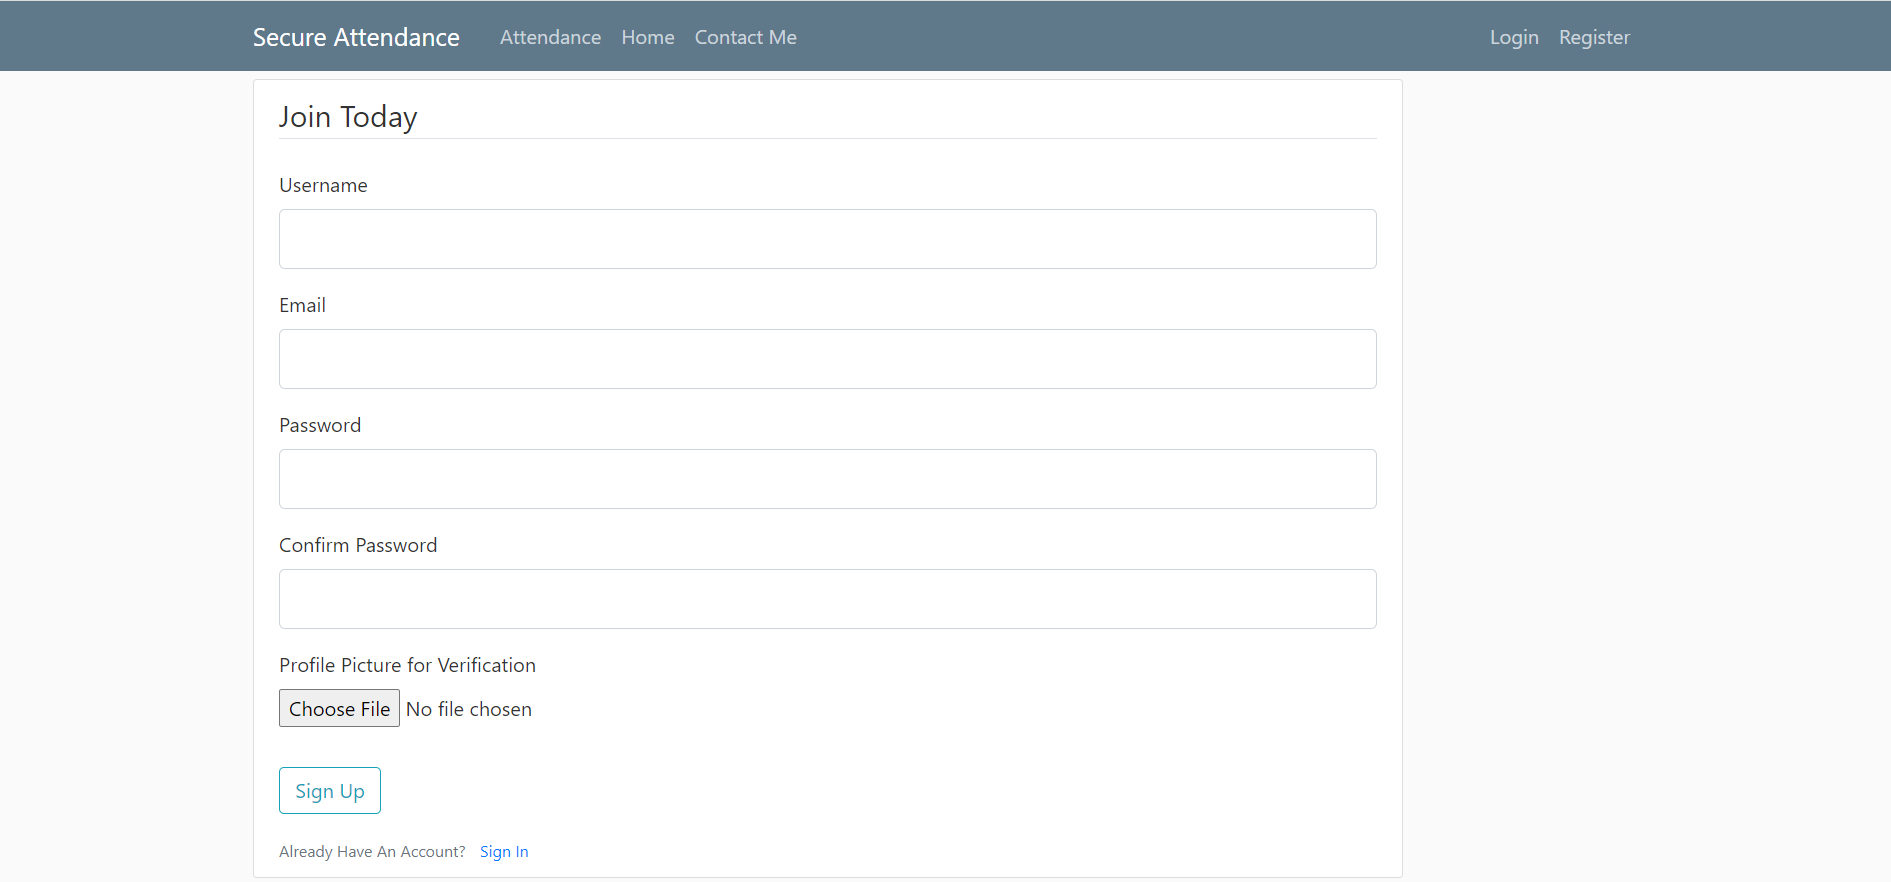 Secure Attendance Attendance Home Contact Me Login Register
Join Today
Username
Email
Password
Confirm Password
Profile Picture for Verification
Choose File No file chosen
Sign Up
Already Have An Account? Sign In